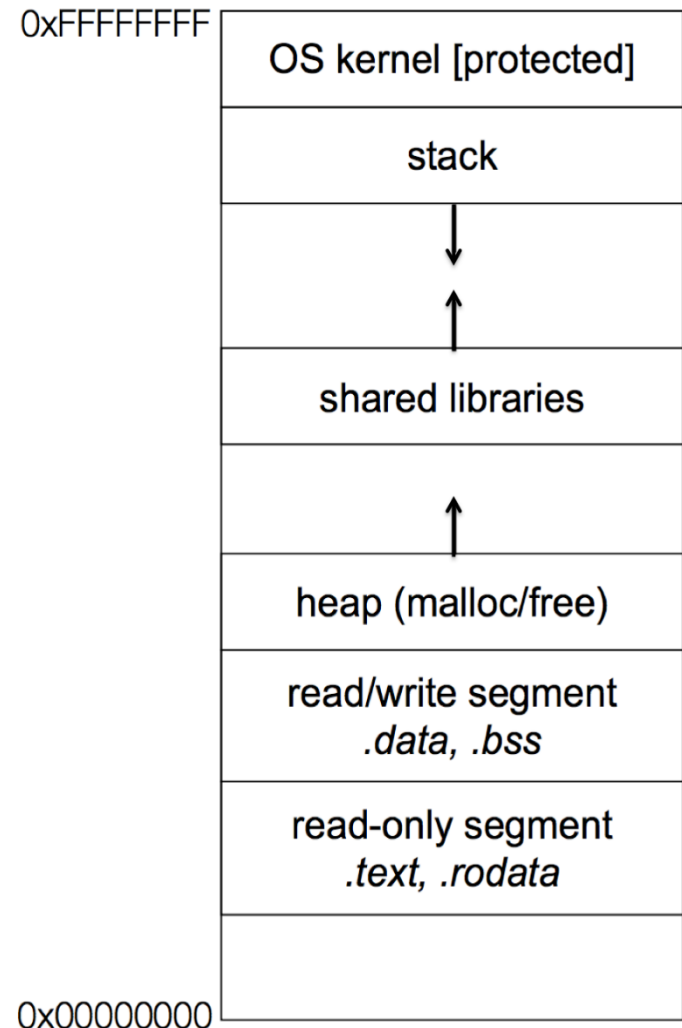 0xFFFFFFFF
OS kernel [protected]
stack
shared libraries
heap (malloc/free)
read/write segment
.data, .bss
read-only segment
.text, .rodata
0x00000000